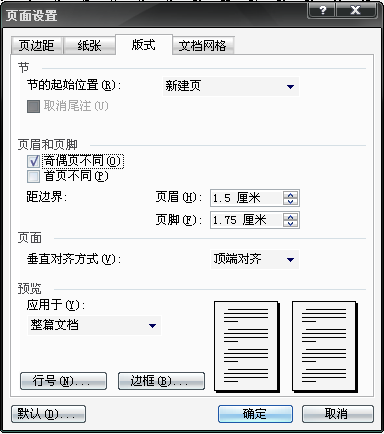 页面设置
页边距 纸张 版式 文档网格
节
节的起始位置(R): 新建页
取消尾注(U)
页眉和页脚
奇偶页不同(O)
首页不同(P)
距边界: 页眉(H): 1.5 厘米
页脚(F): 1.75 厘米
页面
垂直对齐方式(V): 顶端对齐
预览
应用于(Y):
整篇文档
行号(N)... 边框(B)...
默认(D)... 确定 取消